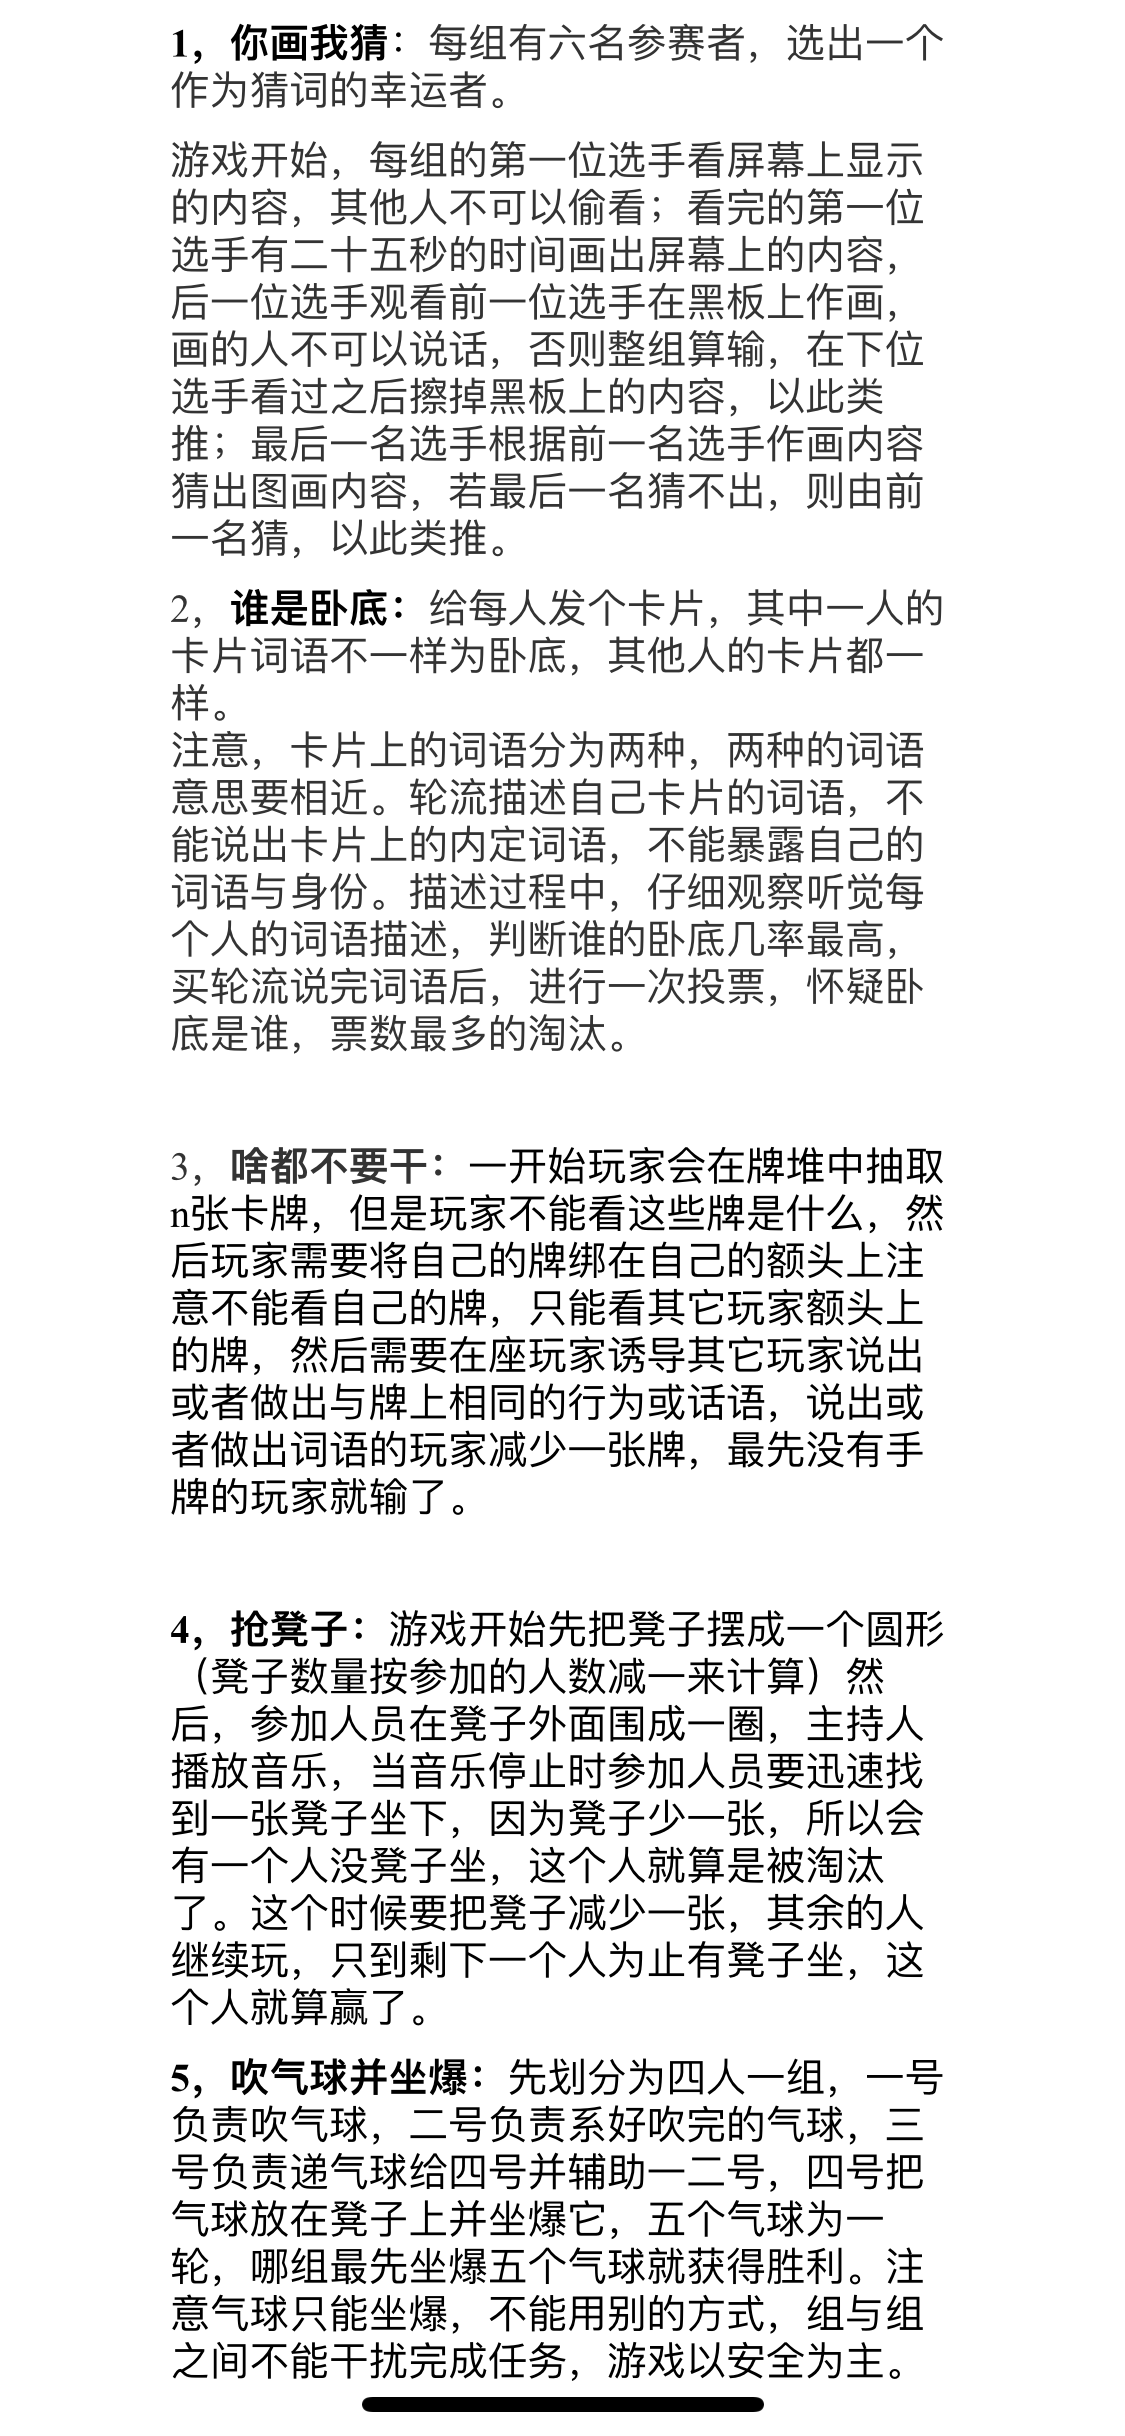 1，你画我猜：每组有六名参赛者，选出一个
作为猜词的幸运者。
游戏开始，每组的第一位选手看屏幕上显示
的内容，其他人不可以偷看；看完的第一位
选手有二十五秒的时间画出屏幕上的内容，
后一位选手观看前一位选手在黑板上作画，
画的人不可以说话，否则整组算输，在下位
选手看过之后擦掉黑板上的内容，以此类
推；最后一名选手根据前一名选手作画内容
猜出图画内容，若最后一名猜不出，则由前
一名猜，以此类推。
2，谁是卧底：给每人发个卡片，其中一人的
卡片词语不一样为卧底，其他人的卡片都一
样。
注意，卡片上的词语分为两种，两种的词语
意思要相近。轮流描述自己卡片的词语，不
能说出卡片上的内定词语，不能暴露自己的
词语与身份。描述过程中，仔细观察听觉每
个人的词语描述，判断谁的卧底几率最高，
买轮流说完词语后，进行一次投票，怀疑卧
底是谁，票数最多的淘汰。
3，啥都不要干：一开始玩家会在牌堆中抽取
n张卡牌，但是玩家不能看这些牌是什么，然
后玩家需要将自己的牌绑在自己的额头上注
意不能看自己的牌，只能看其它玩家额头上
的牌，然后需要在座玩家诱导其它玩家说出
或者做出与牌上相同的行为或话语，说出或
者做出词语的玩家减少一张牌，最先没有手
牌的玩家就输了。
4，抢凳子：游戏开始先把凳子摆成一个圆形
（凳子数量按参加的人数减一来计算）然
后，参加人员在凳子外面围成一圈，主持人
播放音乐，当音乐停止时参加人员要迅速找
到一张凳子坐下，因为凳子少一张，所以会
有一个人没凳子坐，这个人就算是被淘汰
了。这个时候要把凳子减少一张，其余的人
继续玩，只到剩下一个人为止有凳子坐，这
个人就算赢了。
5，吹气球并坐爆：先划分为四人一组，一号
负责吹气球，二号负责系好吹完的气球，三
号负责递气球给四号并辅助一二号，四号把
气球放在凳子上并坐爆它，五个气球为一
轮，哪组最先坐爆五个气球就获得胜利。注
意气球只能坐爆，不能用别的方式，组与组
之间不能干扰完成任务，游戏以安全为主。